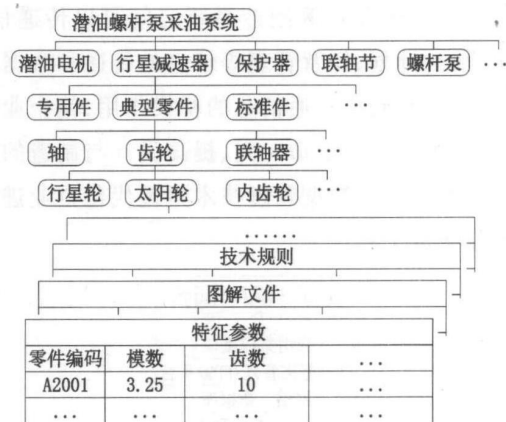 潜油螺杆泵采油系统
潜油电机 行星减速器 保护器 联轴节 螺杆泵 ...
专用件 典型零件 标准件 ...
轴 齿轮 联轴器 ...
行星轮 太阳轮 内齿轮 ...
......
技术规则
图解文件
特征参数
零件编码 模数 齿数 ...
A2001 3.25 10 ...
... ... ... ...